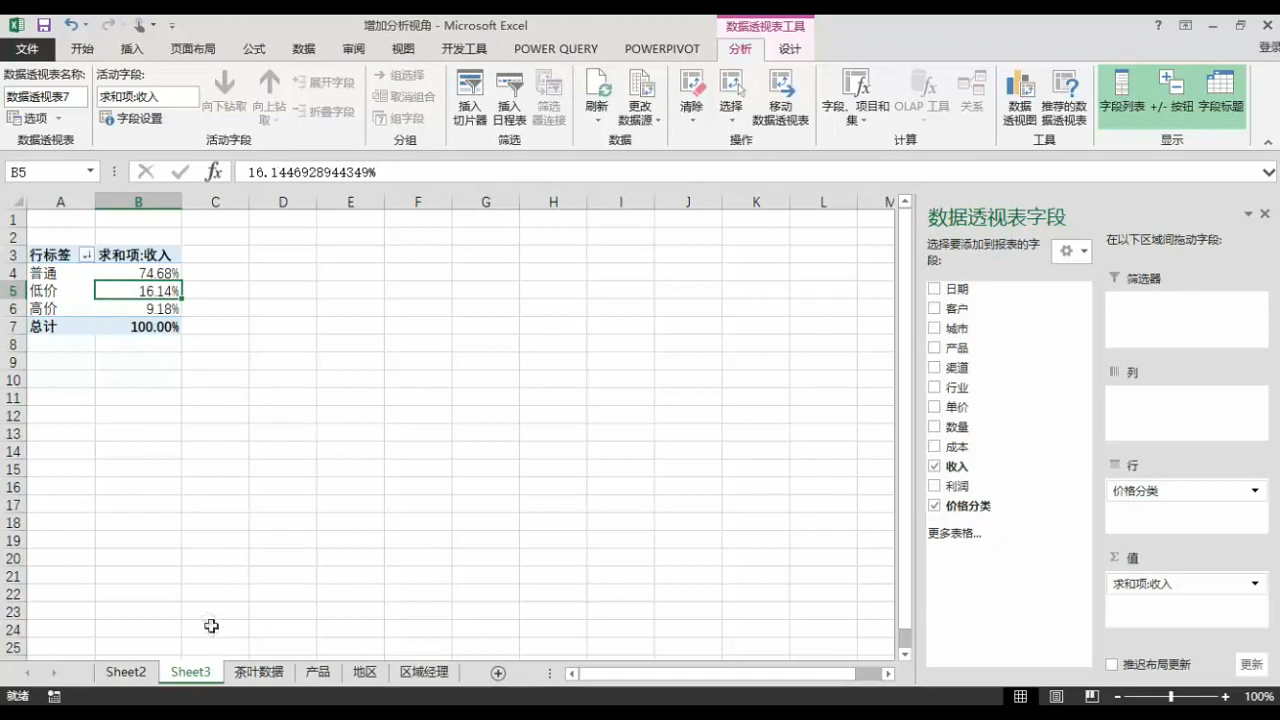 增加分析视角 - Microsoft Excel
数据透视表工具
文件 开始 插入 页面布局 公式 数据 审阅 视图 开发工具 POWER QUERY POWERPIVOT 分析 设计 登录
数据透视表名称: 活动字段:
数据透视表7 求和项:收入
选项 字段设置
向下钻取 向上钻取
展开字段
折叠字段
组选择
取消组合
组字段
插入切片器 插入日程表 筛选器连接
刷新 更改数据源
清除 选择 移动数据透视表
字段、项目和集 OLAP 工具 关系
数据透视图 推荐的数据透视表
字段列表 +/- 按钮 字段标题
数据透视表 活动字段 分组 筛选 数据 操作 计算 工具 显示
B5 fx 16.1446928944349%
A B C D E F G H I J K L M
1
2
3 行标签 求和项:收入
4 普通 74.68%
5 低价 16.14%
6 高价 9.18%
7 总计 100.00%
8
9
10
11
12
13
14
15
16
17
18
19
20
21
22
23
24
25
数据透视表字段
选择要添加到报表的字段:
日期
客户
城市
产品
渠道
行业
单价
数量
成本
收入
利润
价格分类
更多表格...
在以下区域间拖动字段:
筛选器
列
行
价格分类
Σ 值
求和项:收入
推迟布局更新 更新
Sheet2 Sheet3 茶叶数据 产品 地区 区域经理
就绪 100%